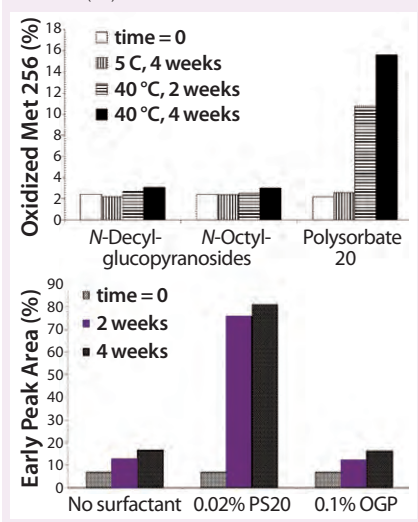 Oxidized Met 256 (%)
18
16
14
12
10
8
6
4
2
0
time = 0
5 C, 4 weeks
40 °C, 2 weeks
40 °C, 4 weeks
N-Decyl- N-Octyl- Polysorbate
glucopyranosides 20
Early Peak Area (%)
90
80
70
60
50
40
30
20
10
0
time = 0
2 weeks
4 weeks
No surfactant 0.02% PS20 0.1% OGP